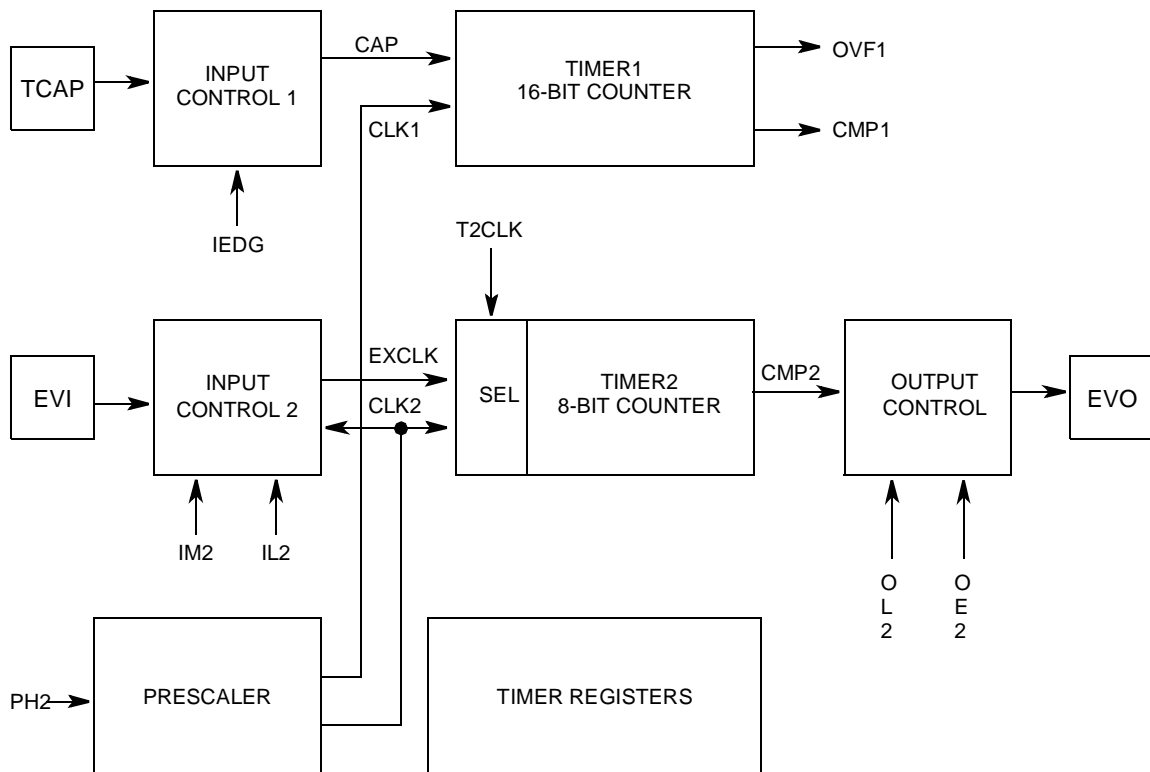 CAP
OVF1
TIMER1
16-BIT COUNTER
INPUT
CONTROL 1
TCAP
CLK1
CMP1
IEDG
T2CLK
EXCLK
CMP2
INPUT
CONTROL 2
EVI
SEL
TIMER2
8-BIT COUNTER
OUTPUT
CONTROL
EVO
CLK2
IM2
IL2
O
L
2
O
E
2
PH2
PRESCALER
TIMER REGISTERS